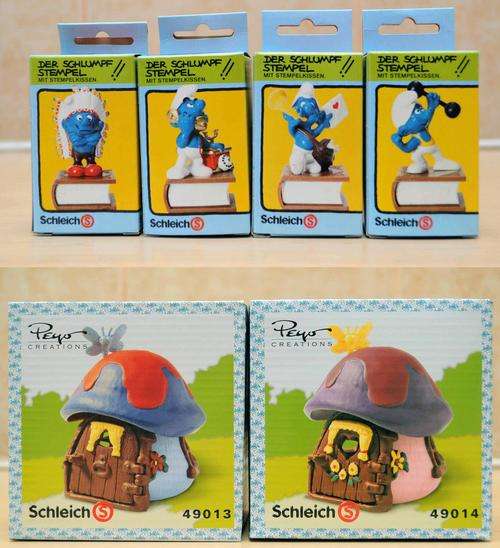 DER SCHLUMPF
STEMPEL !!
MIT STEMPELKISSEN.
Schleich S
DER SCHLUMPF
STEMPEL !!
MIT STEMPELKISSEN.
Schleich S
DER SCHLUMPF
STEMPEL !!
MIT STEMPELKISSEN.
Schleich S
DER SCHLUMPF
STEMPEL !!
MIT STEMPELKISSEN.
Schleich S
Peyo
CREATIONS
Schleich S 49013
Peyo
CREATIONS
Schleich S 49014